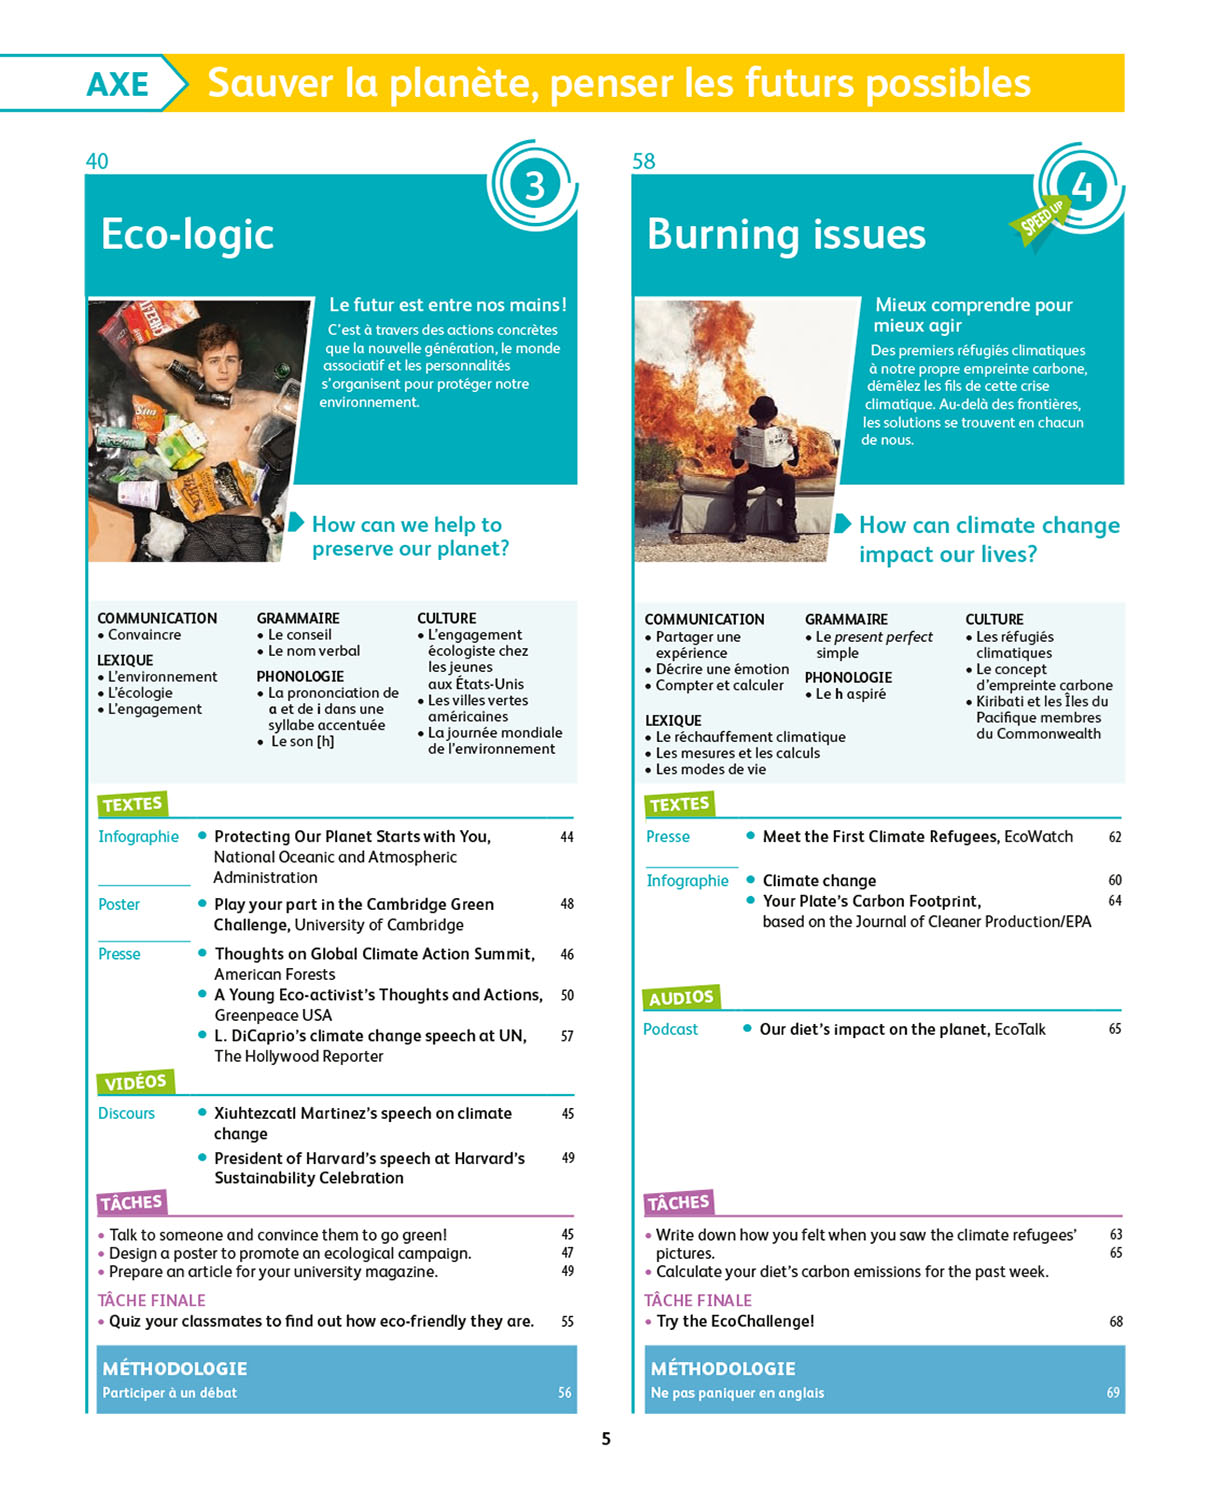 AXE
Sauver la planète, penser les futurs possibles
40
3
Eco-logic
Le futur est entre nos mains!
C'est à travers des actions concrètes
que la nouvelle génération, le monde
associatif et les personnalités
s'organisent pour protéger notre
environnement.
How can we help to
preserve our planet?
COMMUNICATION
• Convaincre
LEXIQUE
• L'environnement
• L'écologie
• L'engagement
GRAMMAIRE
• Le conseil
• Le nom verbal
PHONOLOGIE
• La prononciation de
a et de i dans une
syllabe accentuée
• Le son [h]
CULTURE
• L'engagement
écologiste chez
les jeunes
aux États-Unis
• Les villes vertes
américaines
• La journée mondiale
de l'environnement
TEXTES
Infographie • Protecting Our Planet Starts with You, 44
National Oceanic and Atmospheric
Administration
Poster • Play your part in the Cambridge Green 48
Challenge, University of Cambridge
Presse • Thoughts on Global Climate Action Summit, 46
American Forests
• A Young Eco-activist's Thoughts and Actions, 50
Greenpeace USA
• L. DiCaprio's climate change speech at UN, 57
The Hollywood Reporter
VIDÉOS
Discours • Xiuhtezcatl Martinez's speech on climate 45
change
• President of Harvard's speech at Harvard's 49
Sustainability Celebration
TÂCHES
• Talk to someone and convince them to go green! 45
• Design a poster to promote an ecological campaign. 47
• Prepare an article for your university magazine. 49
TÂCHE FINALE
• Quiz your classmates to find out how eco-friendly they are. 55
MÉTHODOLOGIE
Participer à un débat 56
58
4
SPEED UP
Burning issues
Mieux comprendre pour
mieux agir
Des premiers réfugiés climatiques
à notre propre empreinte carbone,
démêlez les fils de cette crise
climatique. Au-delà des frontières,
les solutions se trouvent en chacun
de nous.
How can climate change
impact our lives?
COMMUNICATION
• Partager une
expérience
• Décrire une émotion
• Compter et calculer
LEXIQUE
• Le réchauffement climatique
• Les mesures et les calculs
• Les modes de vie
GRAMMAIRE
• Le present perfect
simple
PHONOLOGIE
• Le h aspiré
CULTURE
• Les réfugiés
climatiques
• Le concept
d'empreinte carbone
• Kiribati et les Îles du
Pacifique membres
du Commonwealth
TEXTES
Presse • Meet the First Climate Refugees, EcoWatch 62
Infographie • Climate change 60
• Your Plate's Carbon Footprint, 64
based on the Journal of Cleaner Production/EPA
AUDIOS
Podcast • Our diet's impact on the planet, EcoTalk 65
TÂCHES
• Write down how you felt when you saw the climate refugees' 63
pictures. 65
• Calculate your diet's carbon emissions for the past week.
TÂCHE FINALE
• Try the EcoChallenge! 68
MÉTHODOLOGIE
Ne pas paniquer en anglais 69
5